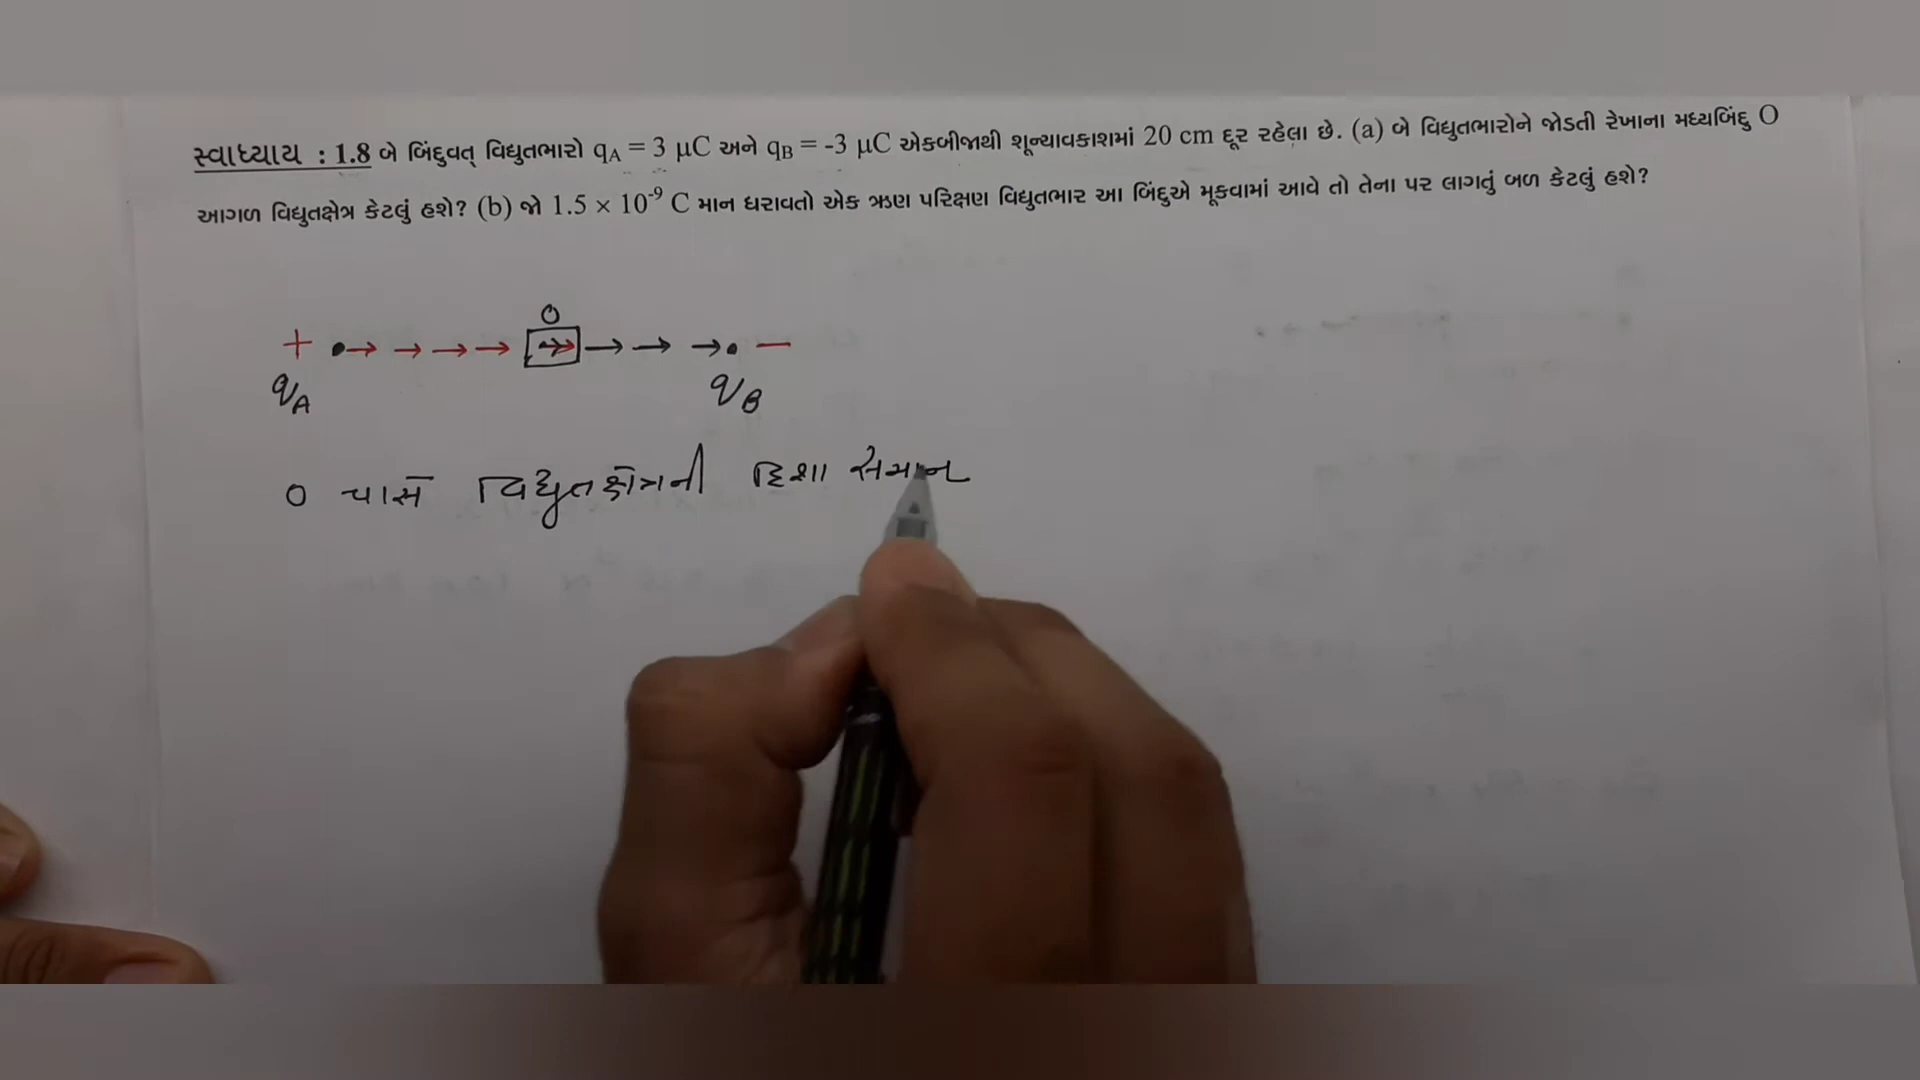 સ્વાધ્યાય : 1.8 બે બિંદુવત્ વિદ્યુતભારો qA = 3 μC અને qB = -3 μC એકબીજાથી શૂન્યાવકાશમાં 20 cm દૂર રહેલા છે. (a) બે વિદ્યુતભારોને જોડતી રેખાના મધ્યબિંદુ O
આગળ વિદ્યુતક્ષેત્ર કેટલું હશે? (b) જો 1.5 × 10⁻⁹ C માન ધરાવતો એક ઋણ પરિક્ષણ વિદ્યુતભાર આ બિંદુએ મૂકવામાં આવે તો તેના પર લાગતું બળ કેટલું હશે?
O
+ • → → → → → → → → • −
qA qB
O પાસે વિદ્યુતક્ષેત્રની દિશા સમાન